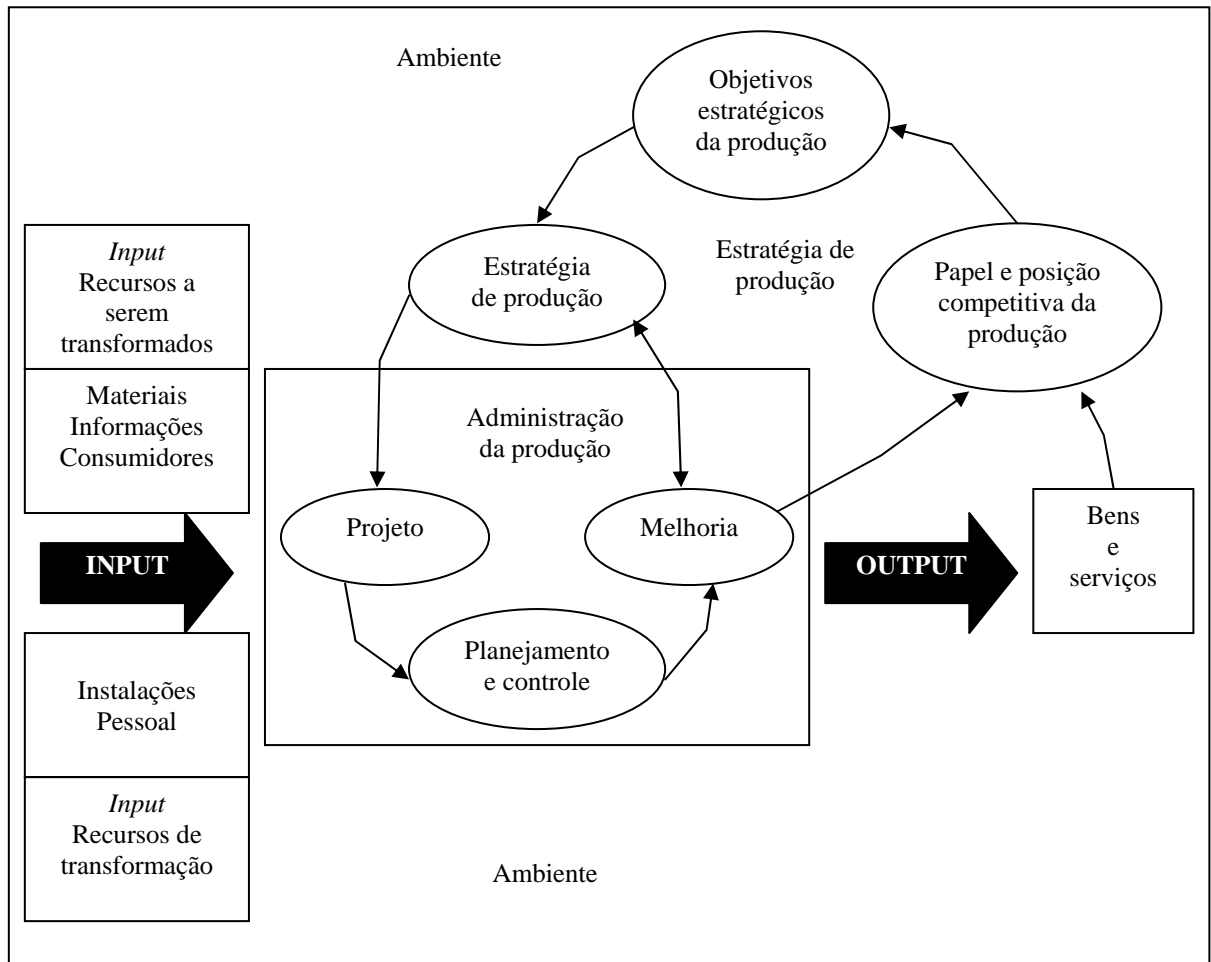 Ambiente
Objetivos
estratégicos
da produção
Estratégia
de produção
Estratégia de
produção
Papel e posição
competitiva da
produção
Input
Recursos a
serem
transformados
Materiais
Informações
Consumidores
Administração
da produção
INPUT
Projeto
Melhoria
OUTPUT
Bens
e
serviços
Planejamento
e controle
Instalações
Pessoal
Input
Recursos de
transformação
Ambiente